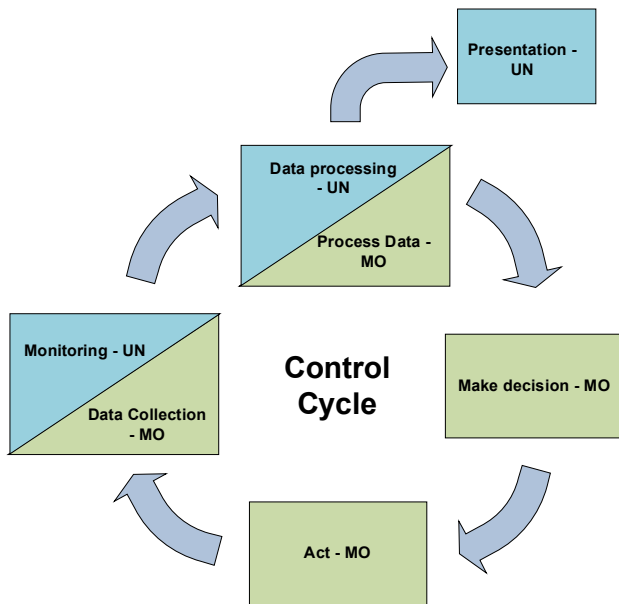 Presentation -
UN
Data processing
- UN
Process Data -
MO
Monitoring - UN
Data Collection
- MO
Control
Cycle
Make decision - MO
Act - MO